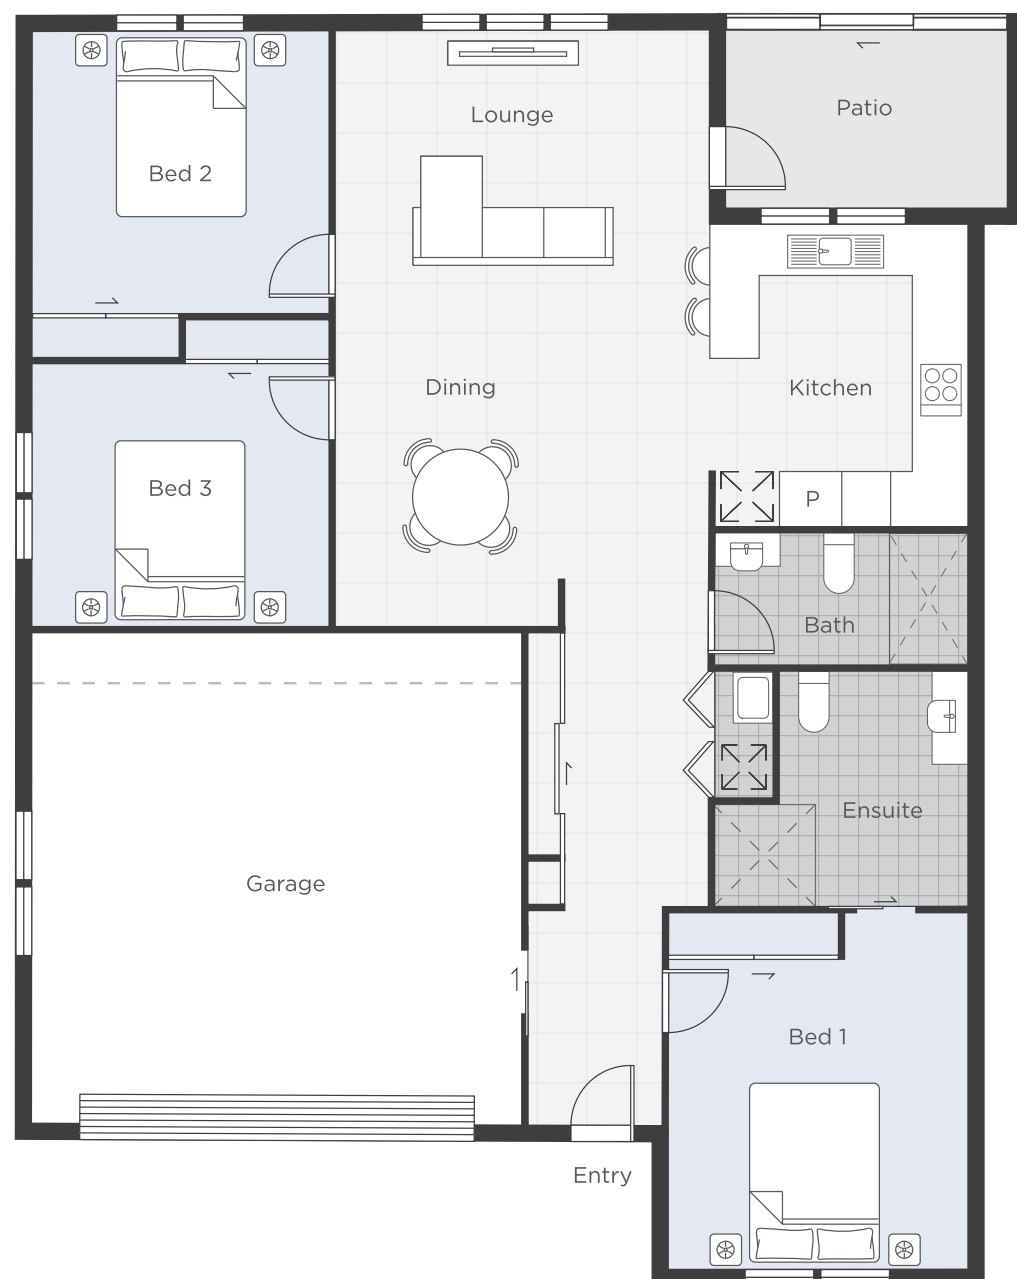 Lounge
Patio
Bed 2
Dining
Kitchen
Bed 3
P
Bath
Ensuite
Garage
Bed 1
Entry